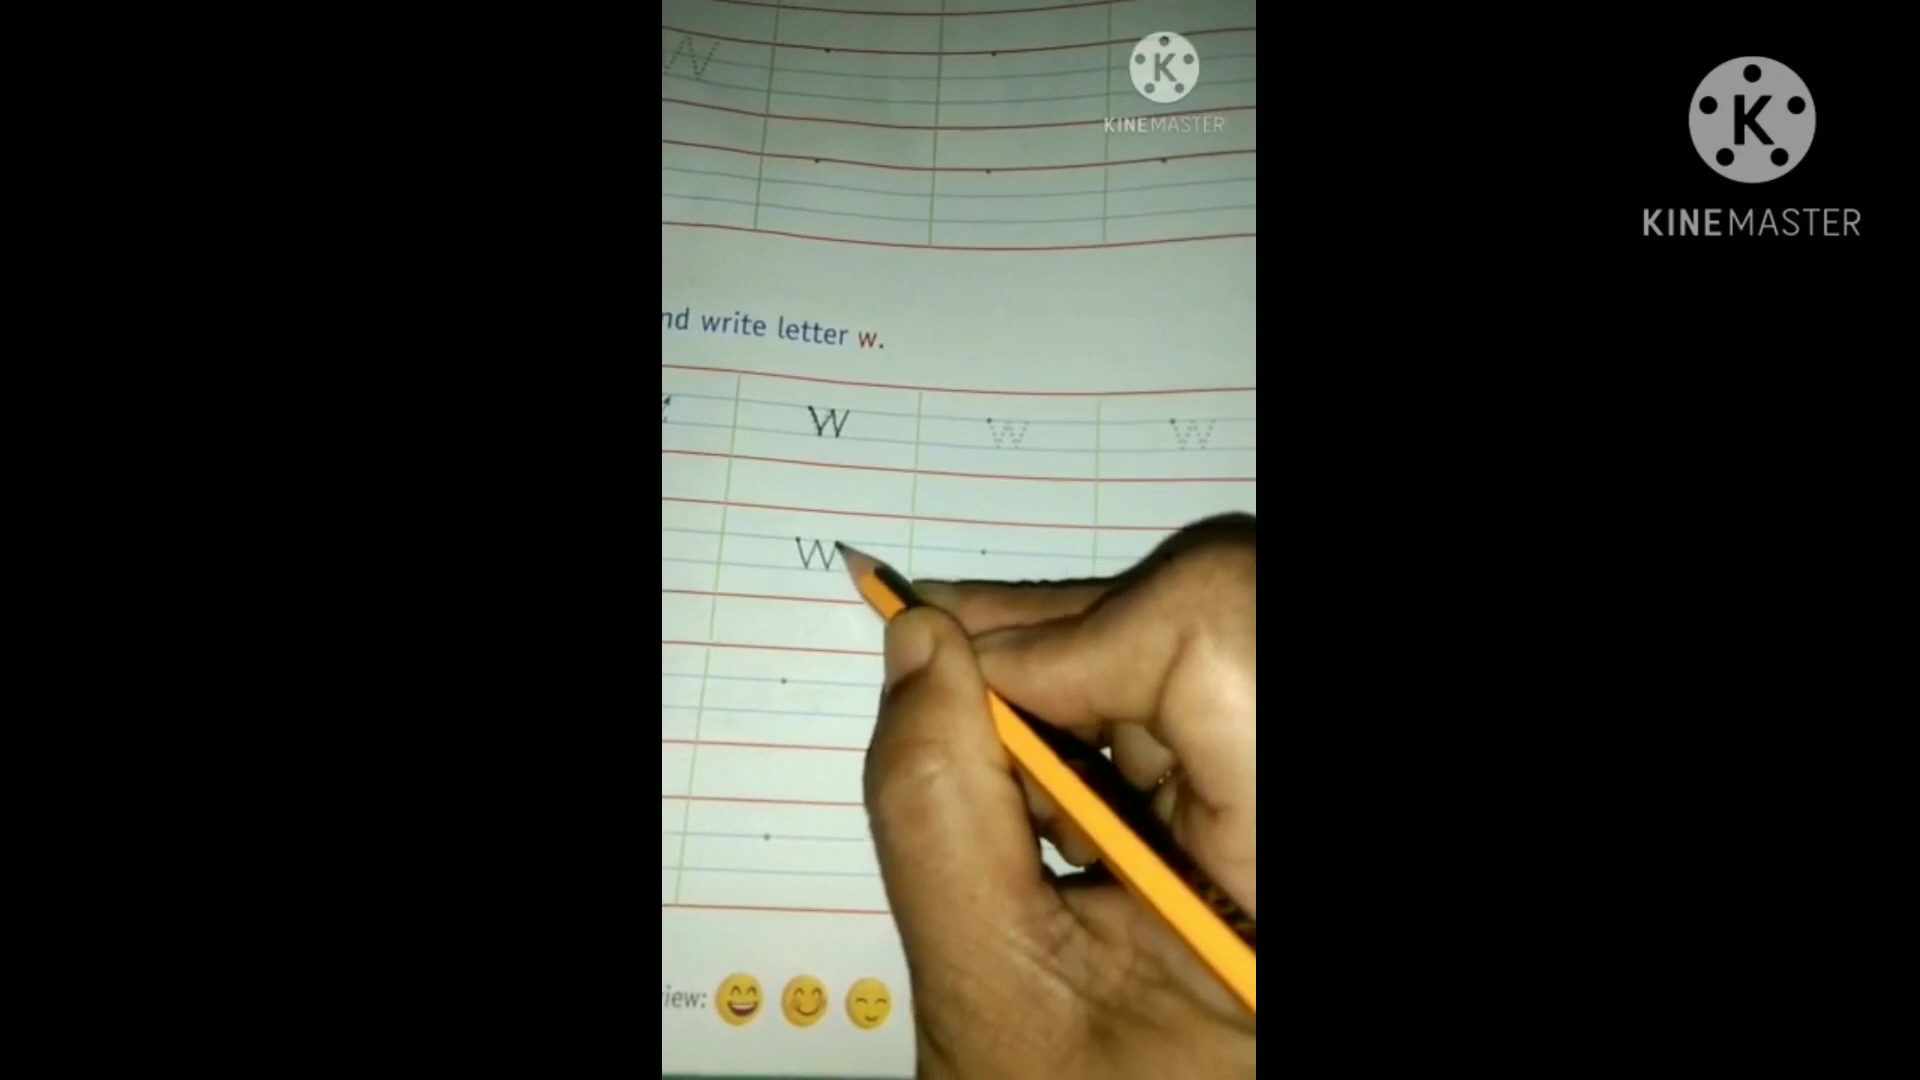 W
K
KINEMASTER
K
KINEMASTER
nd write letter w.
w w w
w
iew: